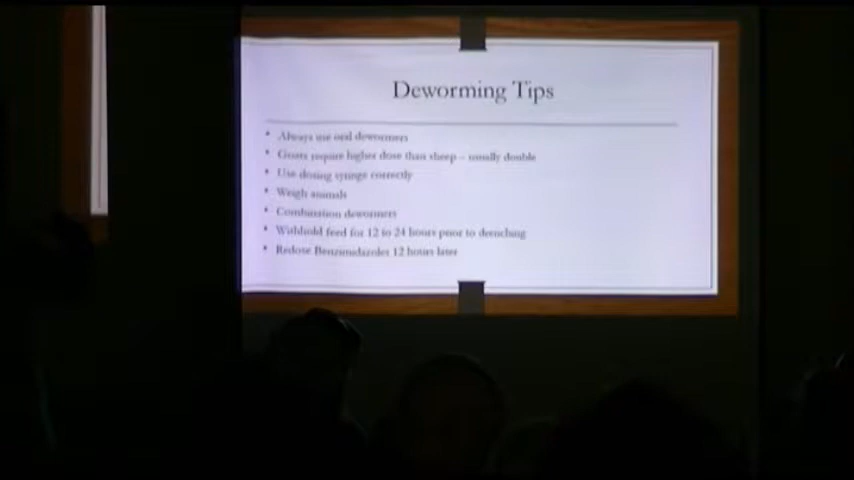 Deworming Tips
• Always use oral dewormers
• Goats require higher dose than sheep – usually double
• Use dosing syringe correctly
• Weigh animals
• Combination dewormers
• Withhold feed for 12 to 24 hours prior to drenching
• Redose Benzimidazoles 12 hours later